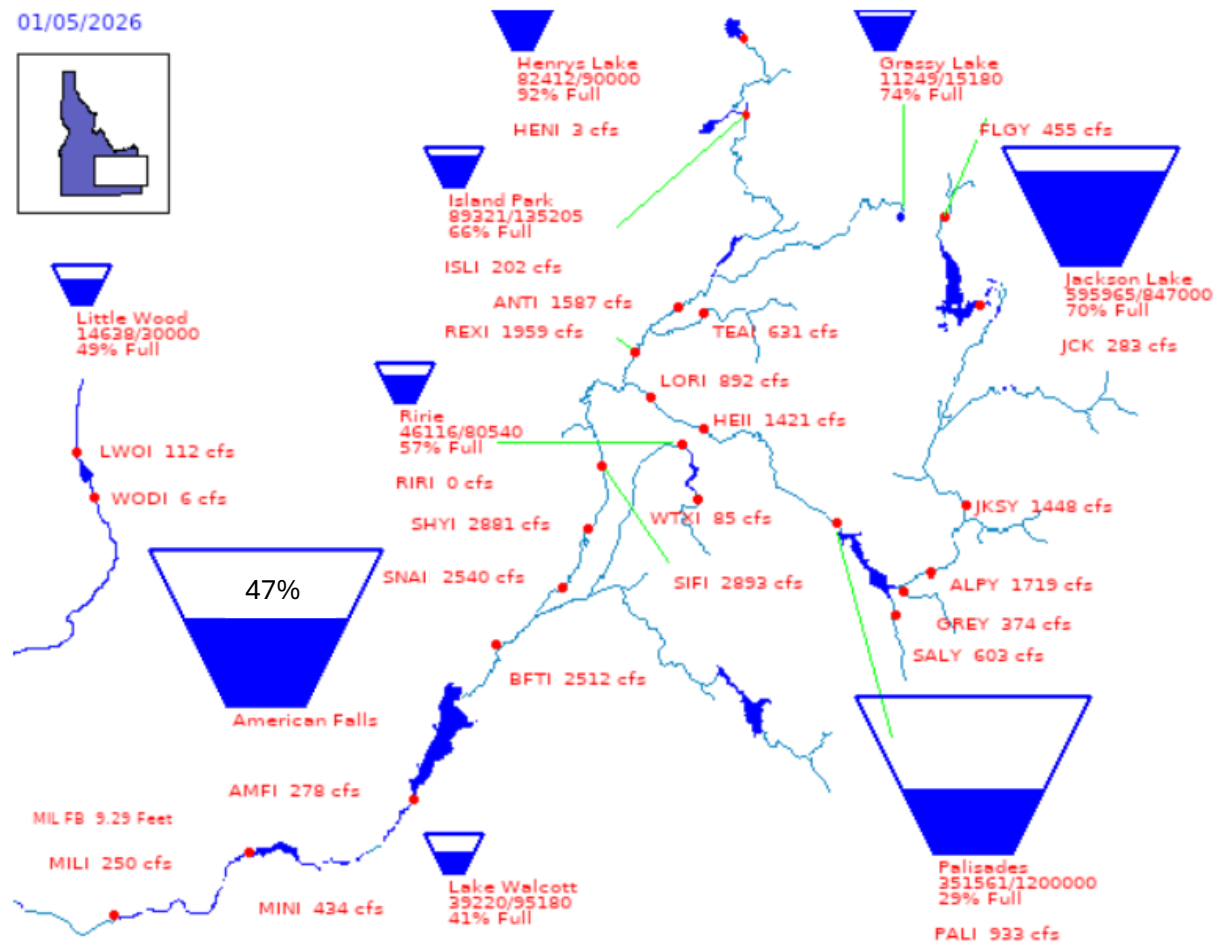 01/05/2026
Henrys Lake
82412/90000
92% Full
HENI 3 cfs
Grassy Lake
11249/15180
74% Full
FLGY 455 cfs
Island Park
89321/135205
66% Full
ISLI 202 cfs
ANTI 1587 cfs
REXI 1959 cfs
TEAI 631 cfs
Jackson Lake
595965/847000
70% Full
JCK 283 cfs
Little Wood
14638/30000
49% Full
LORI 892 cfs
HEII 1421 cfs
Ririe
46116/80540
57% Full
RIRI 0 cfs
LWOI 112 cfs
WODI 6 cfs
SHYI 2881 cfs
WTXI 85 cfs
JKSY 1448 cfs
SNAI 2540 cfs
SIFI 2893 cfs
ALPY 1719 cfs
GREY 374 cfs
SALY 603 cfs
47%
American Falls
BFTI 2512 cfs
AMFI 278 cfs
MIL FB 9.29 Feet
MILI 250 cfs
MINI 434 cfs
Lake Walcott
39220/95180
41% Full
Palisades
351561/1200000
29% Full
PALI 933 cfs